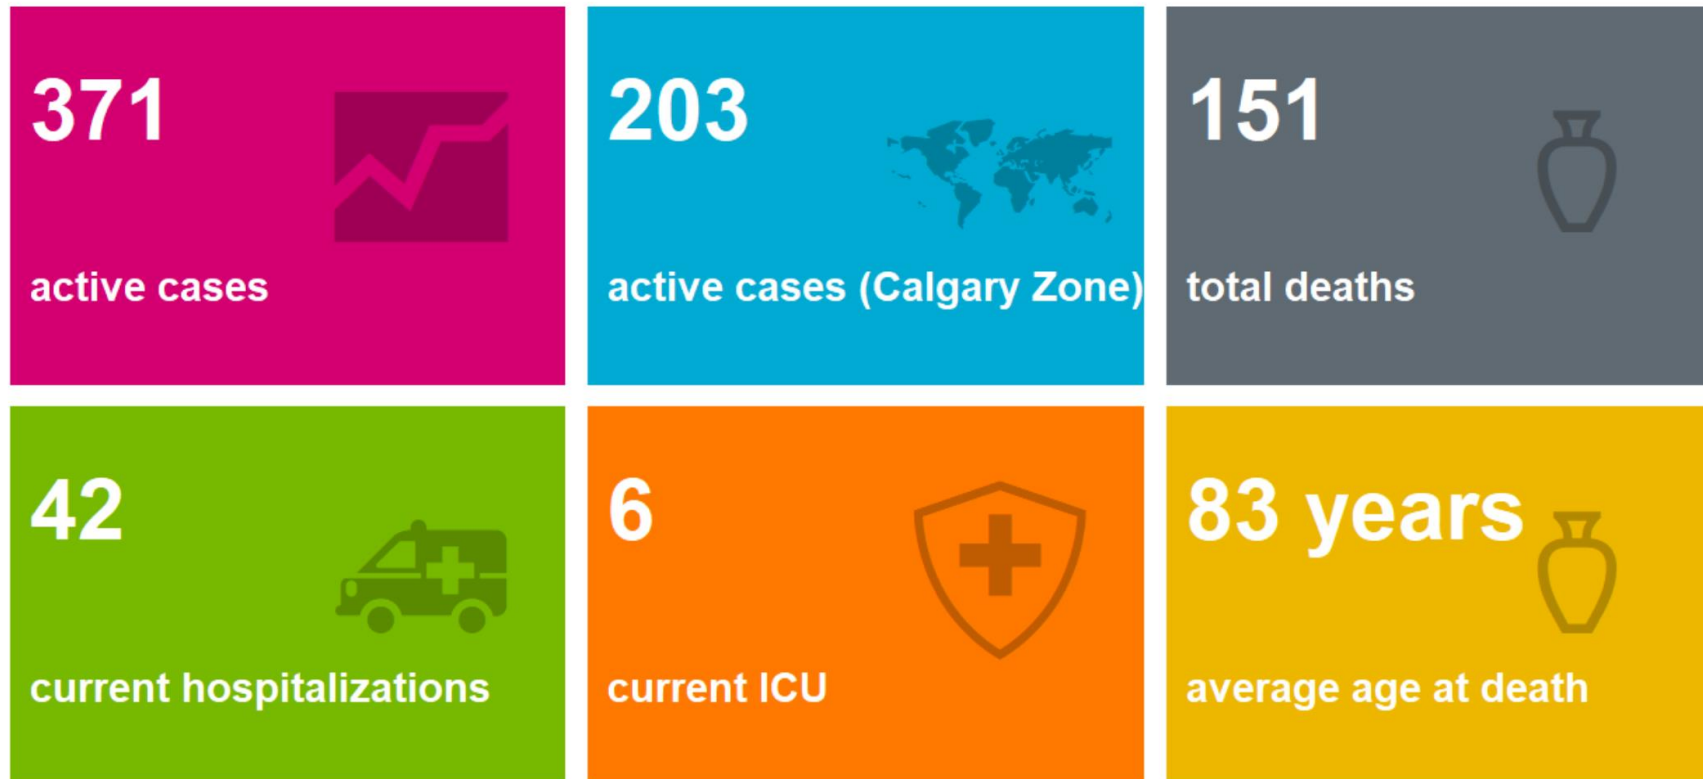 371
active cases
203
active cases (Calgary Zone)
151
total deaths
42
current hospitalizations
6
current ICU
83 years
average age at death